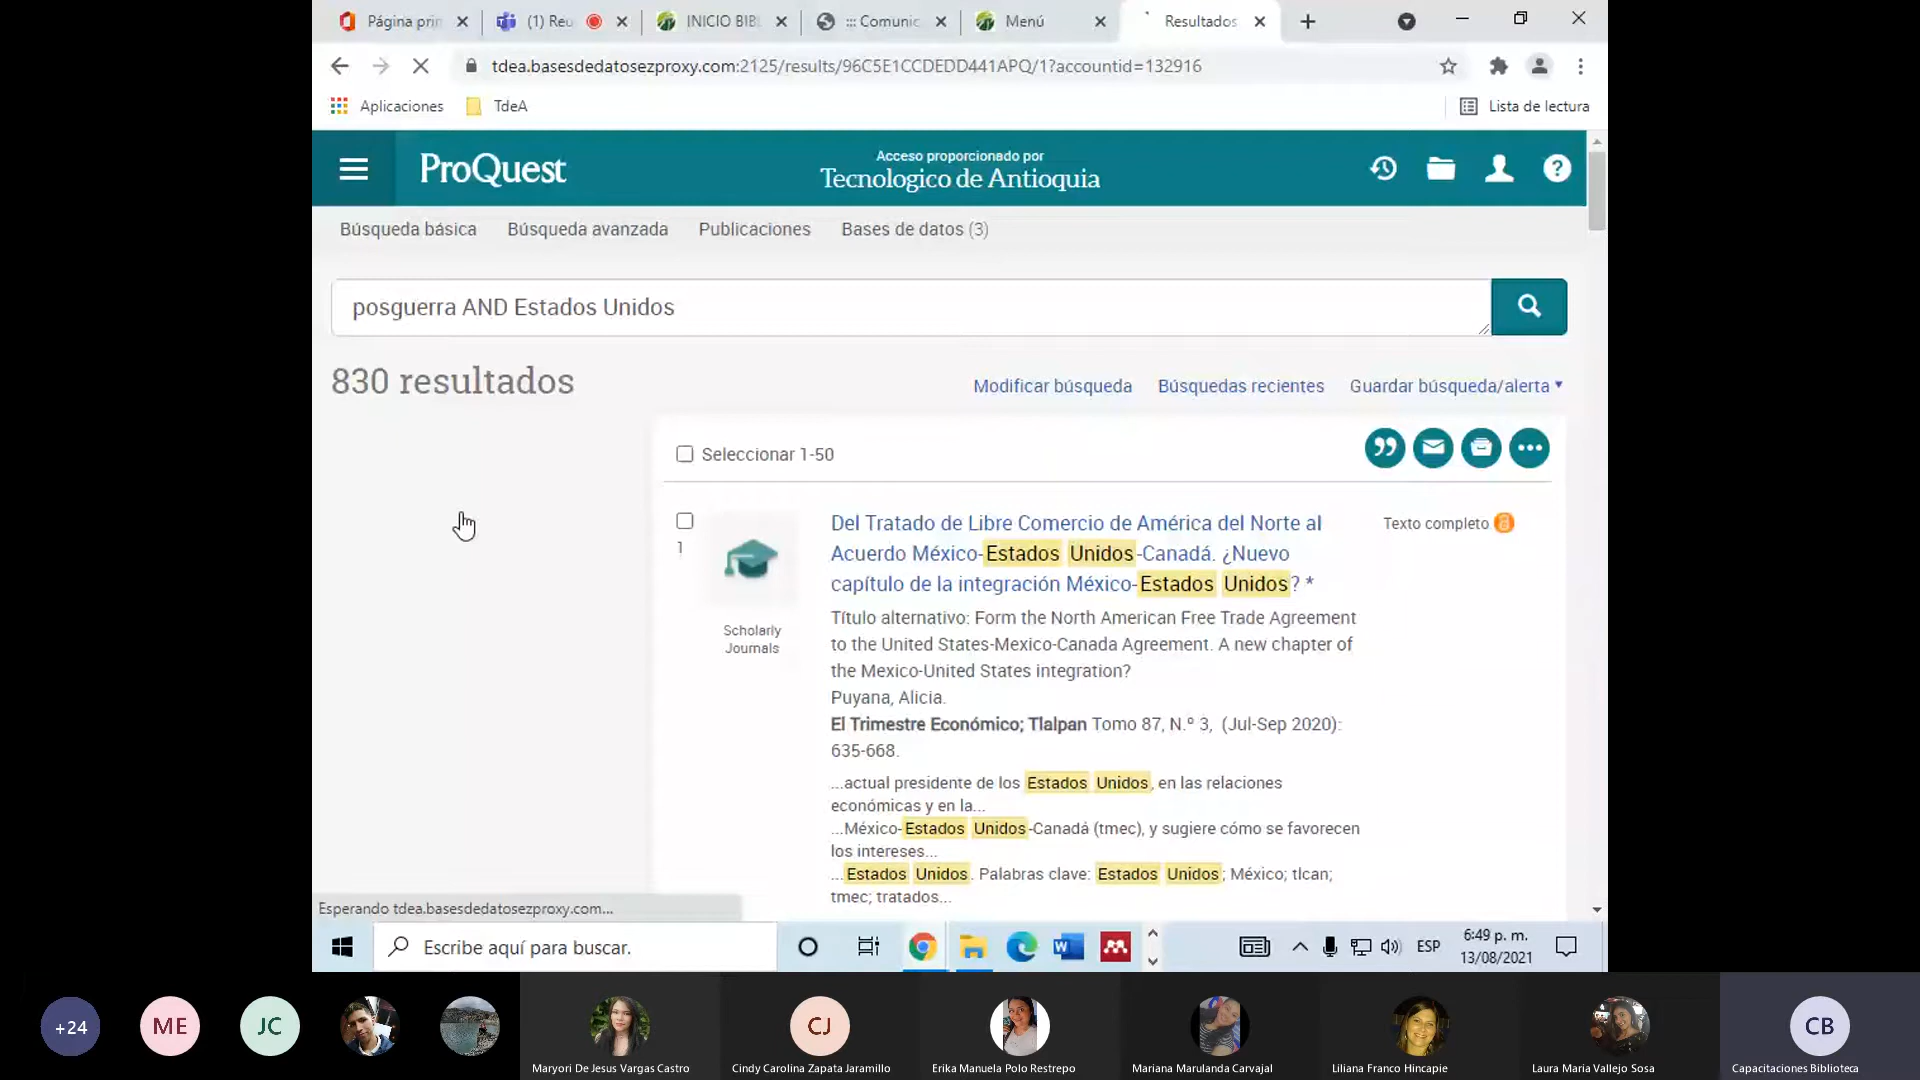 Página prin
(1) Reu
INICIO BIB
::: Comunic
Menú
Resultados
tdea.basesdedatosezproxy.com:2125/results/96C5E1CCDEDD441APQ/1?accountid=132916
Aplicaciones
TdeA
Lista de lectura
ProQuest
Acceso proporcionado por
Tecnologico de Antioquia
Búsqueda básica
Búsqueda avanzada
Publicaciones
Bases de datos (3)
posguerra AND Estados Unidos
830 resultados
Modificar búsqueda
Búsquedas recientes
Guardar búsqueda/alerta
Seleccionar 1-50
1
Scholarly
Journals
Del Tratado de Libre Comercio de América del Norte al
Acuerdo México-Estados Unidos-Canadá. ¿Nuevo
capítulo de la integración México-Estados Unidos? *
Texto completo
Título alternativo: Form the North American Free Trade Agreement
to the United States-Mexico-Canada Agreement. A new chapter of
the Mexico-United States integration?
Puyana, Alicia.
El Trimestre Económico; Tlalpan Tomo 87, N.º 3, (Jul-Sep 2020):
635-668.
...actual presidente de los Estados Unidos, en las relaciones
económicas y en la...
...México-Estados Unidos-Canadá (tmec), y sugiere cómo se favorecen
los intereses...
...Estados Unidos. Palabras clave: Estados Unidos; México; tlcan;
tmec; tratados...
Esperando tdea.basesdedatosezproxy.com...
Escribe aquí para buscar.
ESP
6:49 p. m.
13/08/2021
+24
ME
JC
CJ
CB
Maryori De Jesus Vargas Castro
Cindy Carolina Zapata Jaramillo
Erika Manuela Polo Restrepo
Mariana Marulanda Carvajal
Liliana Franco Hincapie
Laura Maria Vallejo Sosa
Capacitaciones Biblioteca